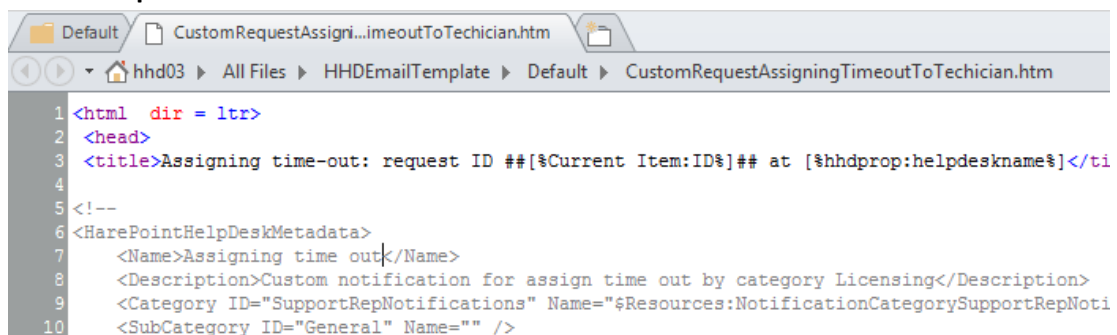 Default CustomRequestAssigni...imeoutToTechician.htm
hhd03 All Files HHDEmailTemplate Default CustomRequestAssigningTimeoutToTechician.htm
1 <html  dir = ltr>
2 <head>
3 <title>Assigning time-out: request ID ##[%Current Item:ID%]## at [%hhdprop:helpdeskname%]</ti
4
5 <!--
6 <HarePointHelpDeskMetadata>
7 <Name>Assigning time out</Name>
8 <Description>Custom notification for assign time out by category Licensing</Description>
9 <Category ID="SupportRepNotifications" Name="$Resources:NotificationCategorySupportRepNoti
10 <SubCategory ID="General" Name="" />